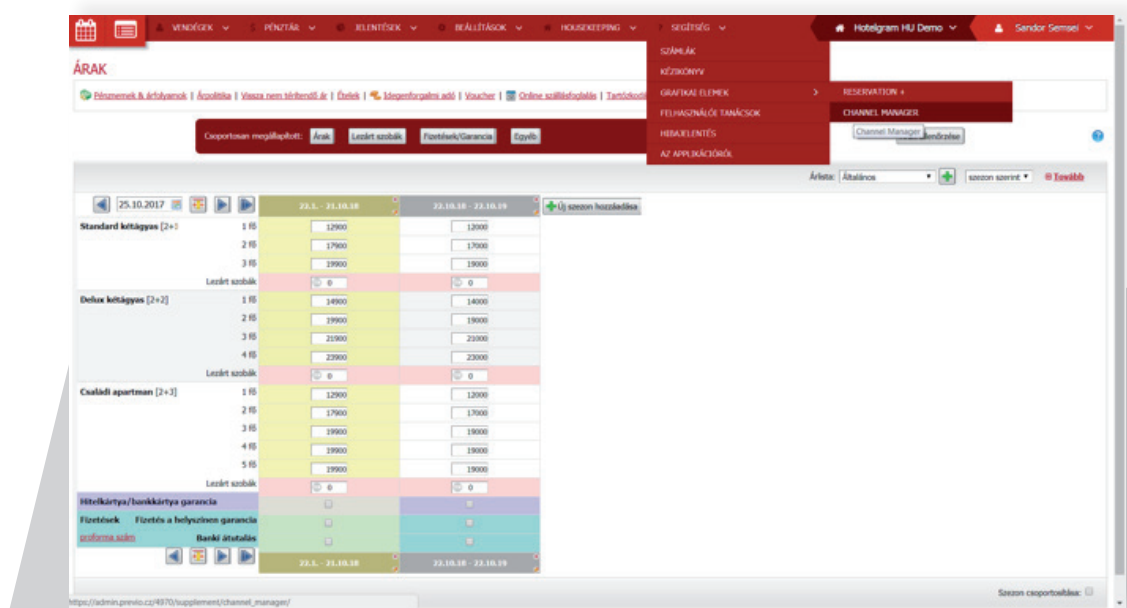 VENDÉGEK PÉNZTÁR JELENTÉSEK BEÁLLÍTÁSOK HOUSEKEEPING SEGÍTSÉG Hotelgram HU Demo Sandor Semsei
SZÁMLÁK
ÁRAK
KÉZIKÖNYV
Pénznemek & árfolyamok | Árpolitika | Vissza nem térítendő ár | Ételek | Idegenforgalmi adó | Voucher | Online szállásfoglalás |
GRAFIKAI ELEMEK > RESERVATION +
FELHASZNÁLÓI TANÁCSOK CHANNEL MANAGER
Csoportosan megállapított: Árak Lezárt szobák Fizetések/Garancia Egyéb HIBAJELENTÉS Channel Manager
AZ APPLIKÁCIÓRÓL
Árlista: Általános szezon szerint Tovább
25.10.2017 22.1. - 21.10.18 22.10.18 - 23.10.19 Új szezon hozzáadása
Standard kétágyas [2+1 1 fő 12900 12000
2 fő 17900 17000
3 fő 19900 19000
Lezárt szobák 0 0
Delux kétágyas [2+2] 1 fő 14900 14000
2 fő 19900 19000
3 fő 21900 21000
4 fő 23900 23000
Lezárt szobák 0 0
Családi apartman [2+3] 1 fő 12900 12000
2 fő 17900 17000
3 fő 19900 19000
4 fő 19900 19000
5 fő 19900 19000
Lezárt szobák 0 0
Hitelkártya/bankkártya garancia
Fizetések Fizetés a helyszínen garancia
proforma szám Banki átutalás
22.1. - 21.10.18 22.10.18 - 23.10.19
Szezon csoportosítása:
https://admin.previo.cz/4970/supplement/channel_manager/